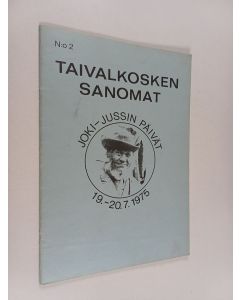 N:o 2
TAIVALKOSKEN
SANOMAT
JOKI-JUSSIN PÄIVÄT
19.-20.7.1975